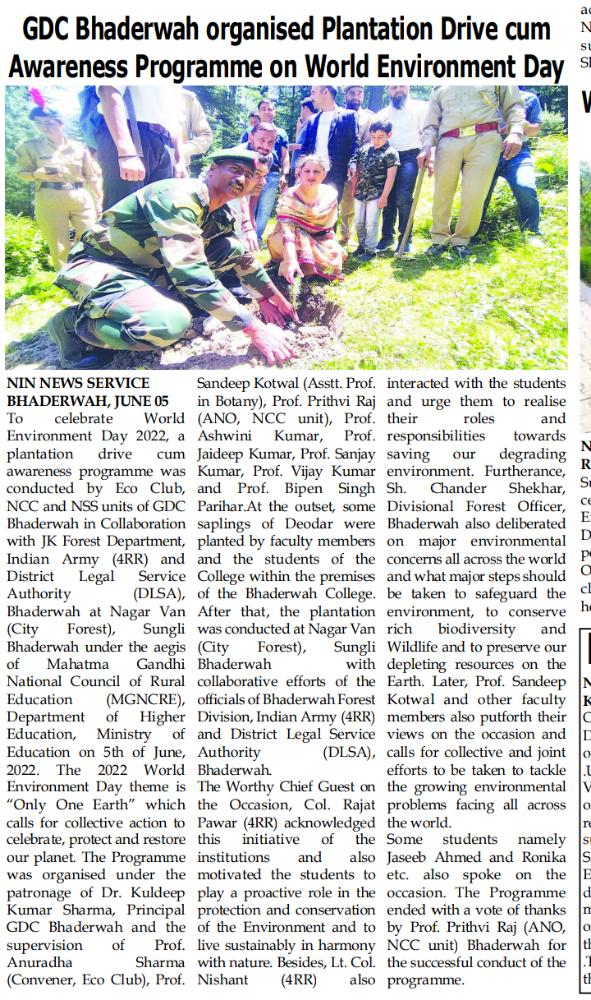 GDC Bhaderwah organised Plantation Drive cum
Awareness Programme on World Environment Day
NIN NEWS SERVICE
BHADERWAH, JUNE 05
To celebrate World
Environment Day 2022, a
plantation drive cum
awareness programme was
conducted by Eco Club,
NCC and NSS units of GDC
Bhaderwah in Collaboration
with JK Forest Department,
Indian Army (4RR) and
District Legal Service
Authority (DLSA),
Bhaderwah at Nagar Van
(City Forest), Sungli
Bhaderwah under the aegis
of Mahatma Gandhi
National Council of Rural
Education (MGNCRE),
Department of Higher
Education, Ministry of
Education on 5th of June,
2022. The 2022 World
Environment Day theme is
“Only One Earth” which
calls for collective action to
celebrate, protect and restore
our planet. The Programme
was organised under the
patronage of Dr. Kuldeep
Kumar Sharma, Principal
GDC Bhaderwah and the
supervision of Prof.
Anuradha Sharma
(Convener, Eco Club), Prof.
Sandeep Kotwal (Asstt. Prof.
in Botany), Prof. Prithvi Raj
(ANO, NCC unit), Prof.
Ashwini Kumar, Prof.
Jaideep Kumar, Prof. Sanjay
Kumar, Prof. Vijay Kumar
and Prof. Bipen Singh
Parihar.At the outset, some
saplings of Deodar were
planted by faculty members
and the students of the
College within the premises
of the Bhaderwah College.
After that, the plantation
was conducted at Nagar Van
(City Forest), Sungli
Bhaderwah with
collaborative efforts of the
officials of Bhaderwah Forest
Division, Indian Army (4RR)
and District Legal Service
Authority (DLSA),
Bhaderwah.
The Worthy Chief Guest on
the Occasion, Col. Rajat
Pawar (4RR) acknowledged
this initiative of the
institutions and also
motivated the students to
play a proactive role in the
protection and conservation
of the Environment and to
live sustainably in harmony
with nature. Besides, Lt. Col.
Nishant (4RR) also
interacted with the students
and urge them to realise
their roles and
responsibilities towards
saving our degrading
environment. Furtherance,
Sh. Chander Shekhar,
Divisional Forest Officer,
Bhaderwah also deliberated
on major environmental
concerns all across the world
and what major steps should
be taken to safeguard the
environment, to conserve
rich biodiversity and
Wildlife and to preserve our
depleting resources on the
Earth. Later, Prof. Sandeep
Kotwal and other faculty
members also putforth their
views on the occasion and
calls for collective and joint
efforts to be taken to tackle
the growing environmental
problems facing all across
the world.
Some students namely
Jaseeb Ahmed and Ronika
etc. also spoke on the
occasion. The Programme
ended with a vote of thanks
by Prof. Prithvi Raj (ANO,
NCC unit) Bhaderwah for
the successful conduct of the
programme.